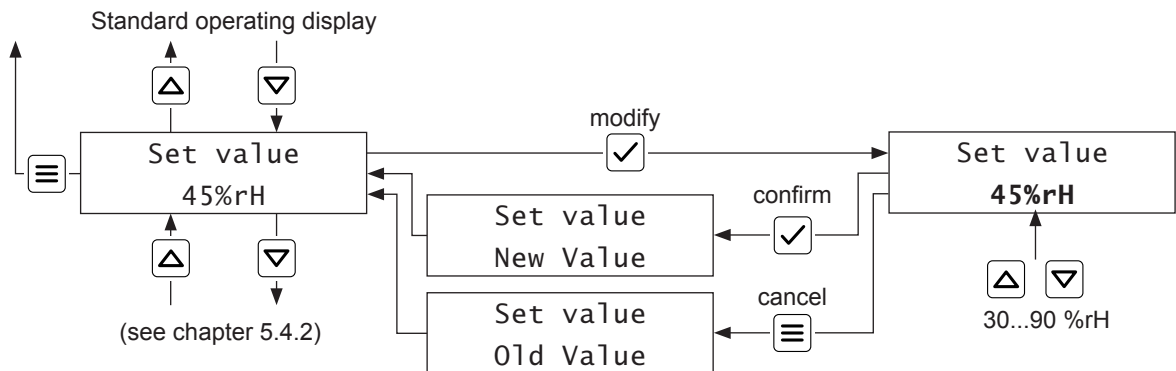 Standard operating display
modify
Set value
45%rH
Set value
45%rH
confirm
Set value
New Value
cancel
Set value
Old Value
30...90 %rH
(see chapter 5.4.2)